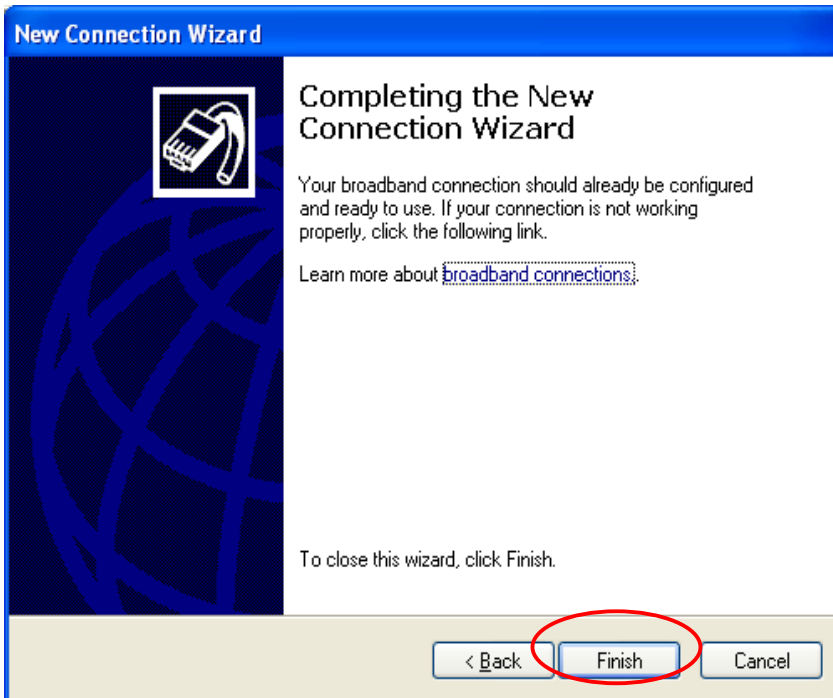 New Connection Wizard
Completing the New
Connection Wizard
Your broadband connection should already be configured
and ready to use. If your connection is not working
properly, click the following link.
Learn more about broadband connections.
To close this wizard, click Finish.
< Back Finish Cancel